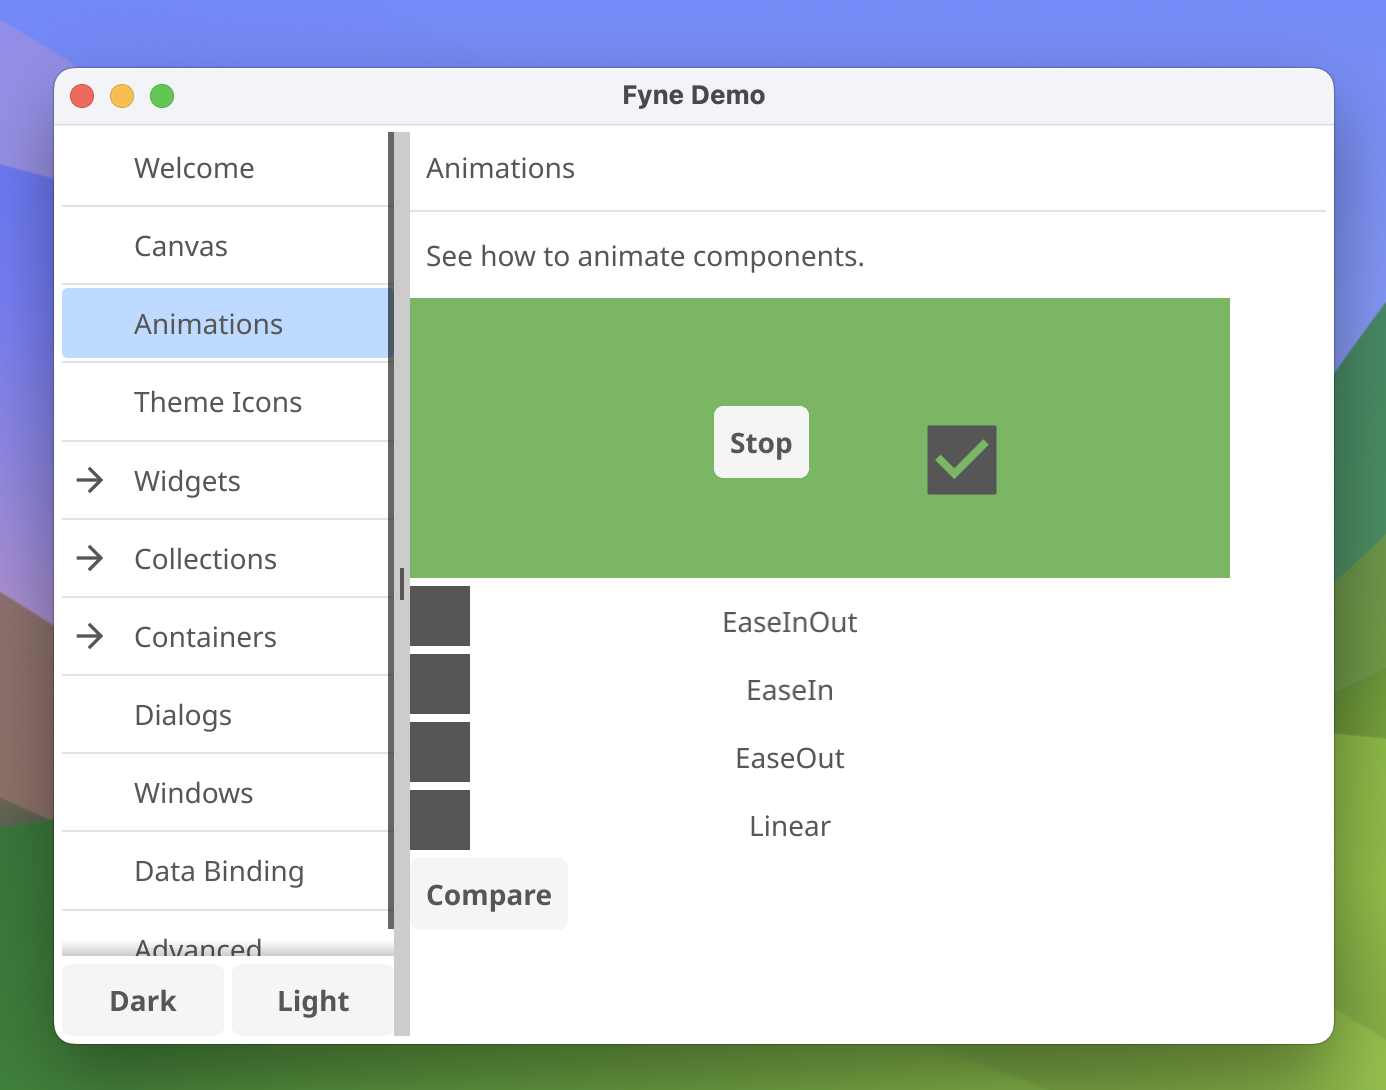 Fyne Demo
Welcome
Canvas
Animations
Theme Icons
Widgets
Collections
Containers
Dialogs
Windows
Data Binding
Advanced
Dark
Light
Animations
See how to animate components.
Stop
EaseInOut
EaseIn
EaseOut
Linear
Compare